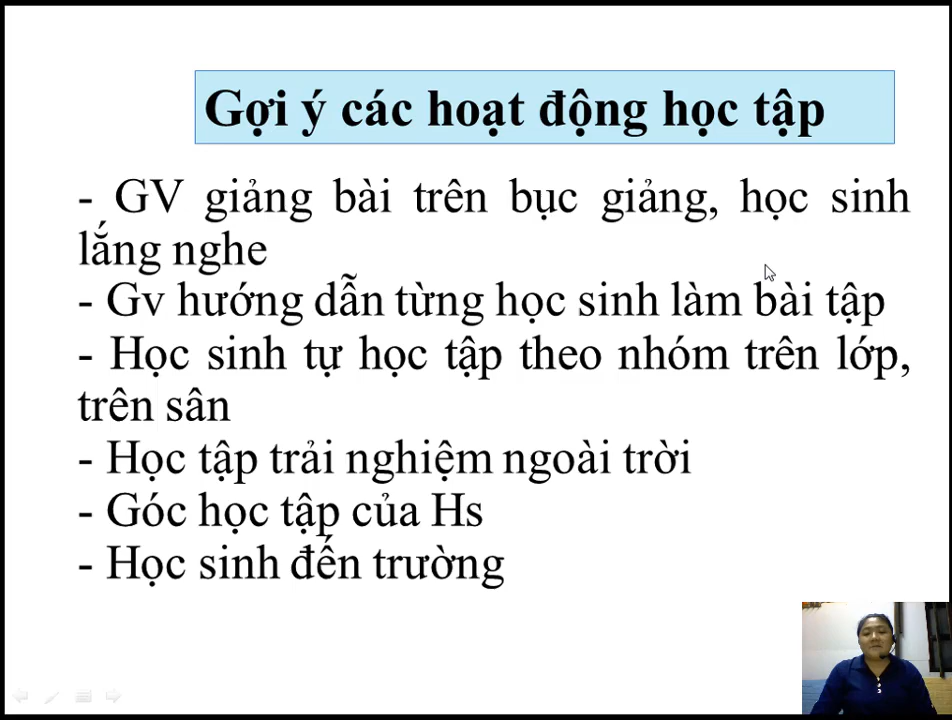 Gợi ý các hoạt động học tập
- GV giảng bài trên bục giảng, học sinh
lắng nghe
- Gv hướng dẫn từng học sinh làm bài tập
- Học sinh tự học tập theo nhóm trên lớp,
trên sân
- Học tập trải nghiệm ngoài trời
- Góc học tập của Hs
- Học sinh đến trường